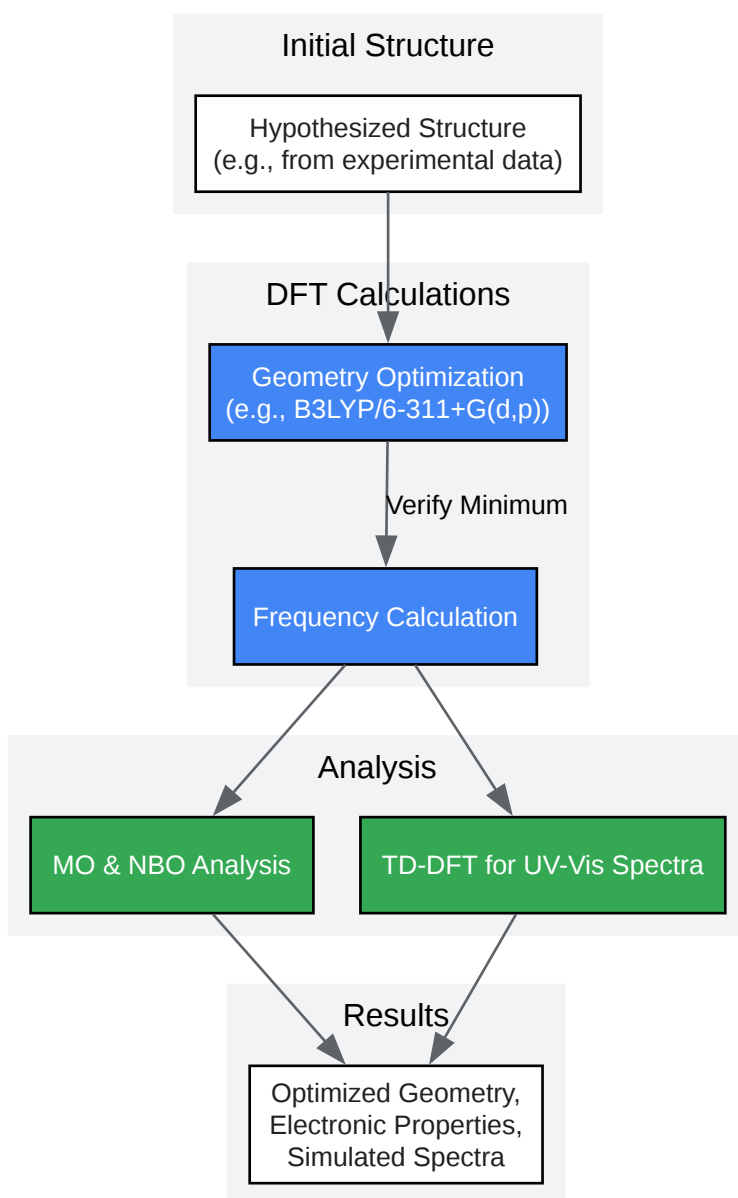 Initial Structure
Hypothesized Structure
(e.g., from experimental data)
DFT Calculations
Geometry Optimization
(e.g., B3LYP/6-311+G(d,p))
Verify Minimum
Frequency Calculation
Analysis
MO & NBO Analysis
TD-DFT for UV-Vis Spectra
Results
Optimized Geometry,
Electronic Properties,
Simulated Spectra